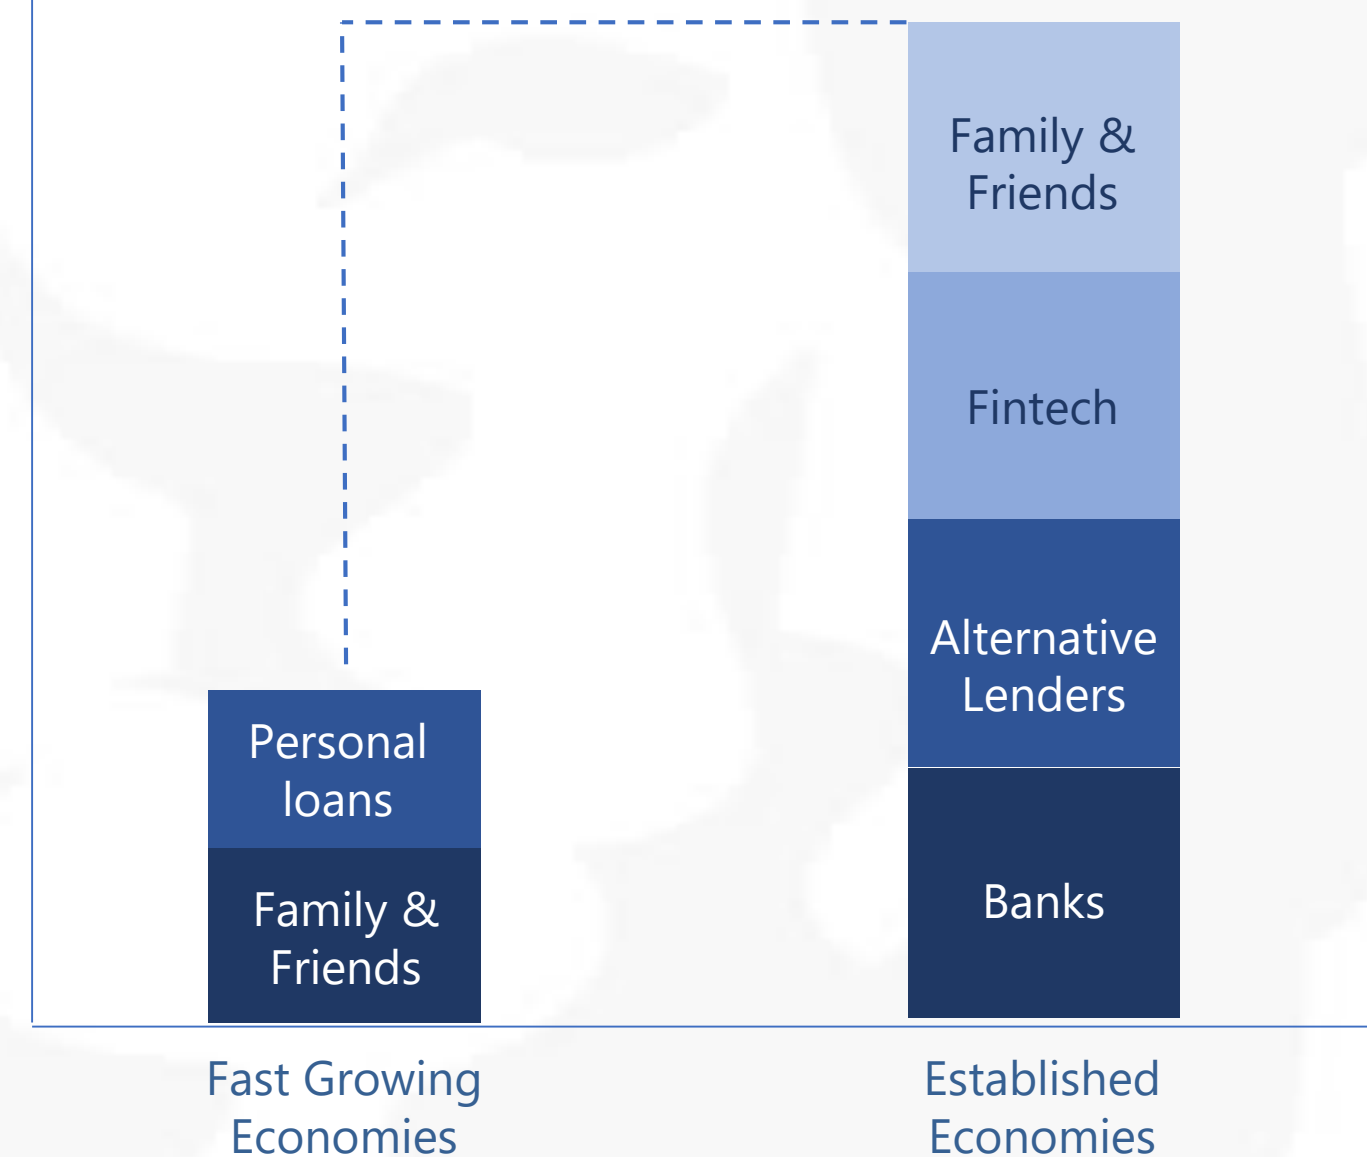 Family &
Friends
Fintech
Alternative
Lenders
Personal
loans
Banks
Family &
Friends
Fast Growing
Economies
Established
Economies